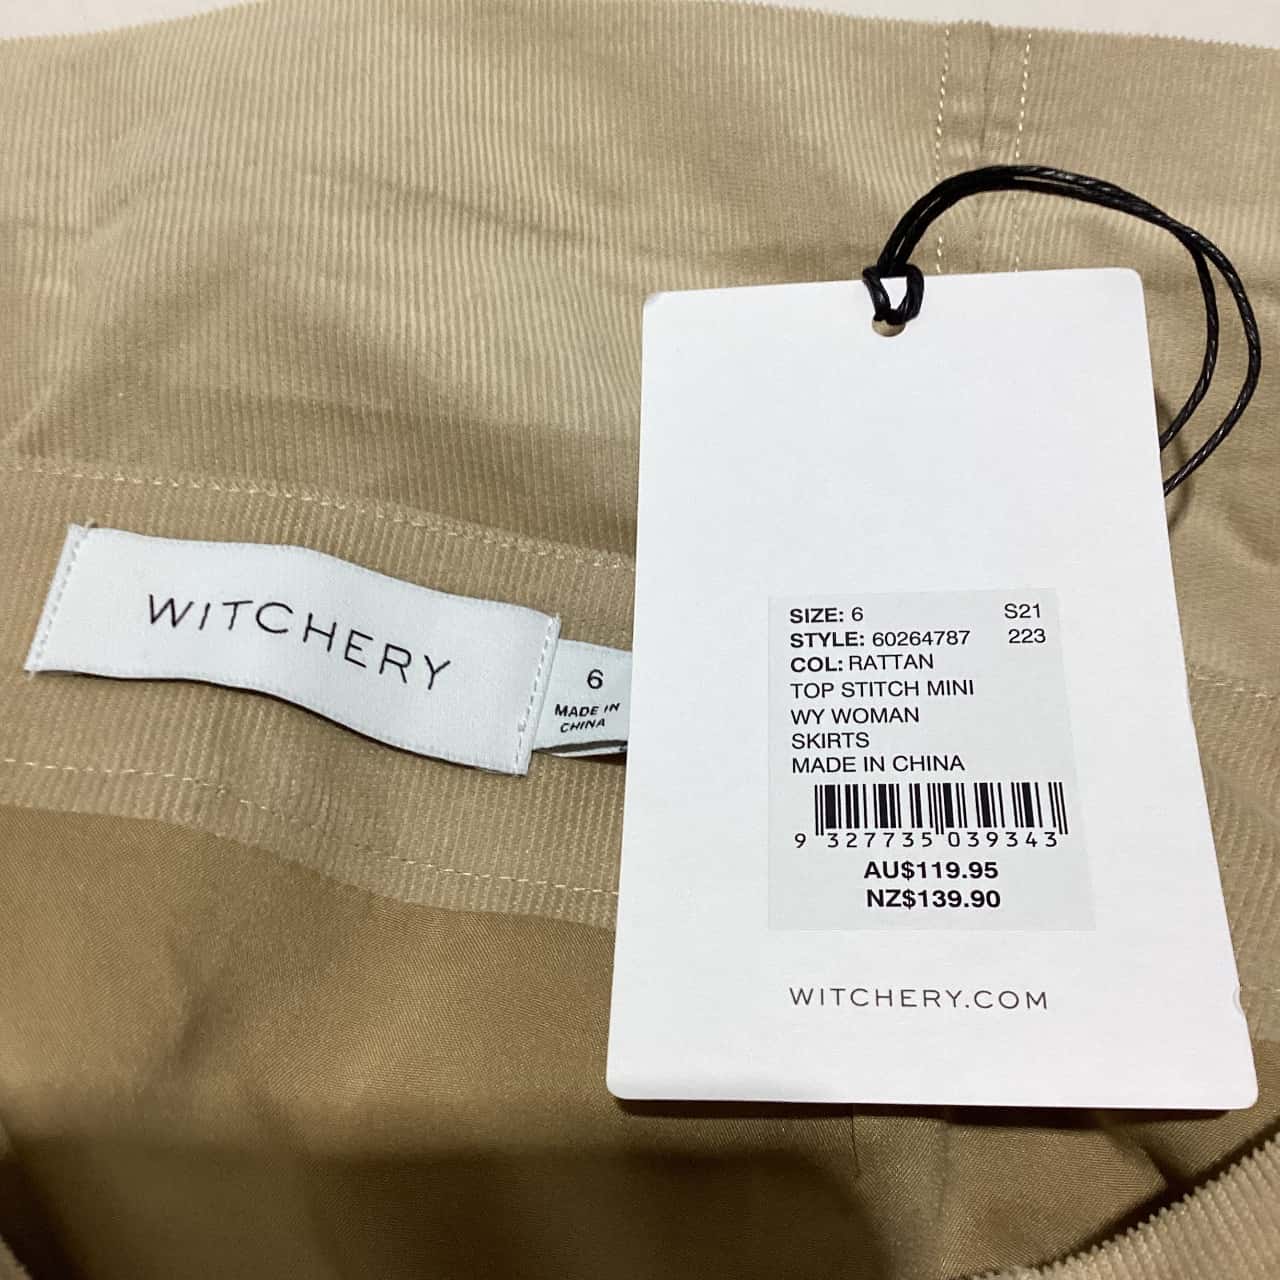 WITCHERY
6
MADE IN
CHINA
SIZE: 6 S21
STYLE: 60264787 223
COL: RATTAN
TOP STITCH MINI
WY WOMAN
SKIRTS
MADE IN CHINA
9 327735 039343
AU$119.95
NZ$139.90
WITCHERY.COM